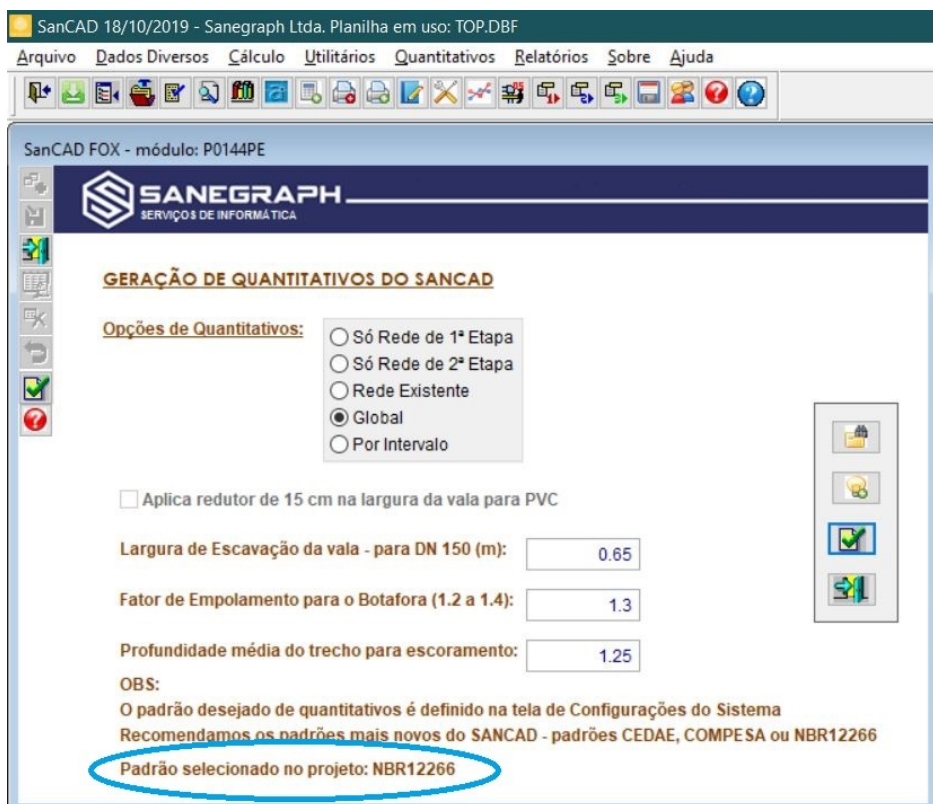 SanCAD 18/10/2019 - Sanegraph Ltda. Planilha em uso: TOP.DBF
Arquivo Dados Diversos Cálculo Utilitários Quantitativos Relatórios Sobre Ajuda
SanCAD FOX - módulo: P0144PE
SANEGRAPH
SERVIÇOS DE INFORMÁTICA
GERAÇÃO DE QUANTITATIVOS DO SANCAD
Opções de Quantitativos:
Só Rede de 1ª Etapa
Só Rede de 2ª Etapa
Rede Existente
Global
Por Intervalo
Aplica redutor de 15 cm na largura da vala para PVC
Largura de Escavação da vala - para DN 150 (m): 0.65
Fator de Empolamento para o Botafora (1.2 a 1.4): 1.3
Profundidade média do trecho para escoramento: 1.25
OBS:
O padrão desejado de quantitativos é definido na tela de Configurações do Sistema
Recomendamos os padrões mais novos do SANCAD - padrões CEDAE, COMPESA ou NBR12266
Padrão selecionado no projeto: NBR12266